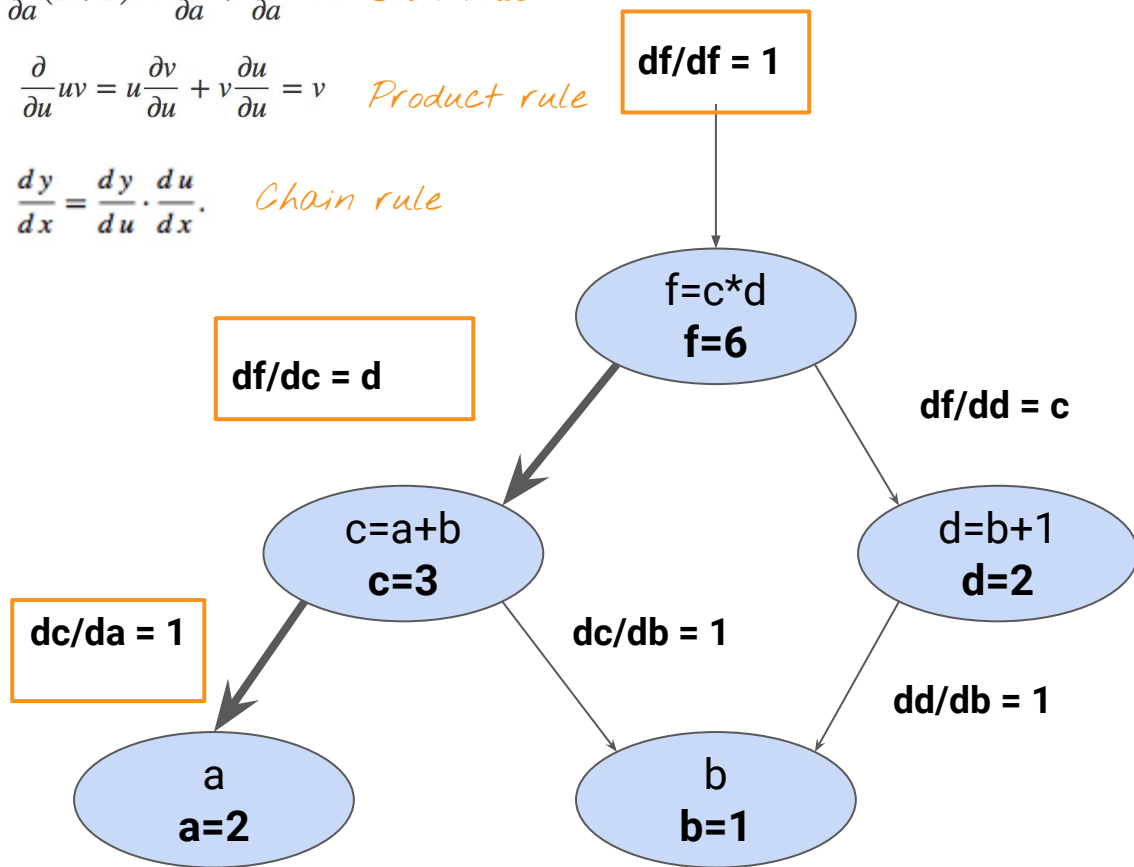 ∂/∂u uv = u ∂v/∂u + v ∂u/∂u = v
Product rule
df/df = 1
dy/dx = dy/du · du/dx.
Chain rule
f=c*d
f=6
df/dc = d
df/dd = c
c=a+b
c=3
d=b+1
d=2
dc/da = 1
dc/db = 1
dd/db = 1
a
a=2
b
b=1